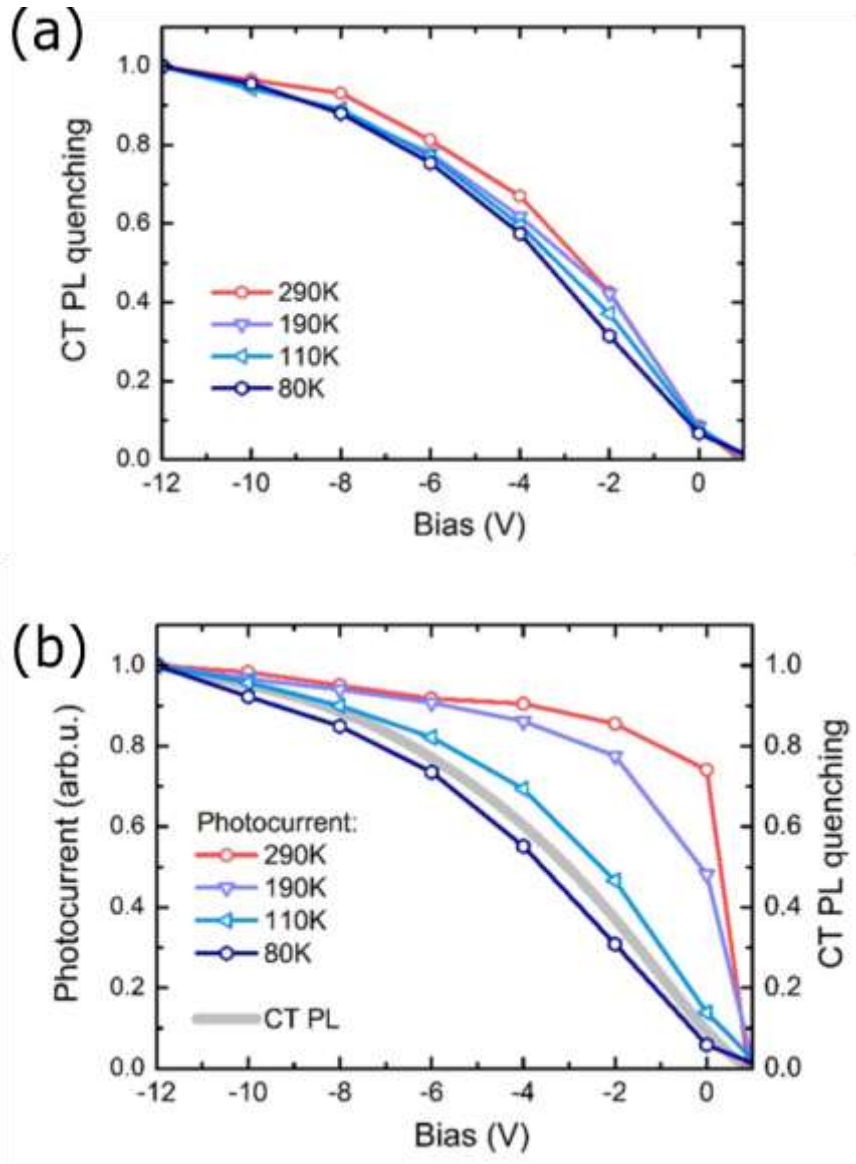 (a)
CT PL quenching
1.0
0.8
0.6
0.4
0.2
0.0
290K
190K
110K
80K
-12 -10 -8 -6 -4 -2 0
Bias (V)
(b)
Photocurrent (arb.u.)
1.0
0.8
0.6
0.4
0.2
0.0
Photocurrent:
290K
190K
110K
80K
CT PL
1.0
0.8
0.6
0.4
0.2
0.0
CT PL quenching
-12 -10 -8 -6 -4 -2 0
Bias (V)